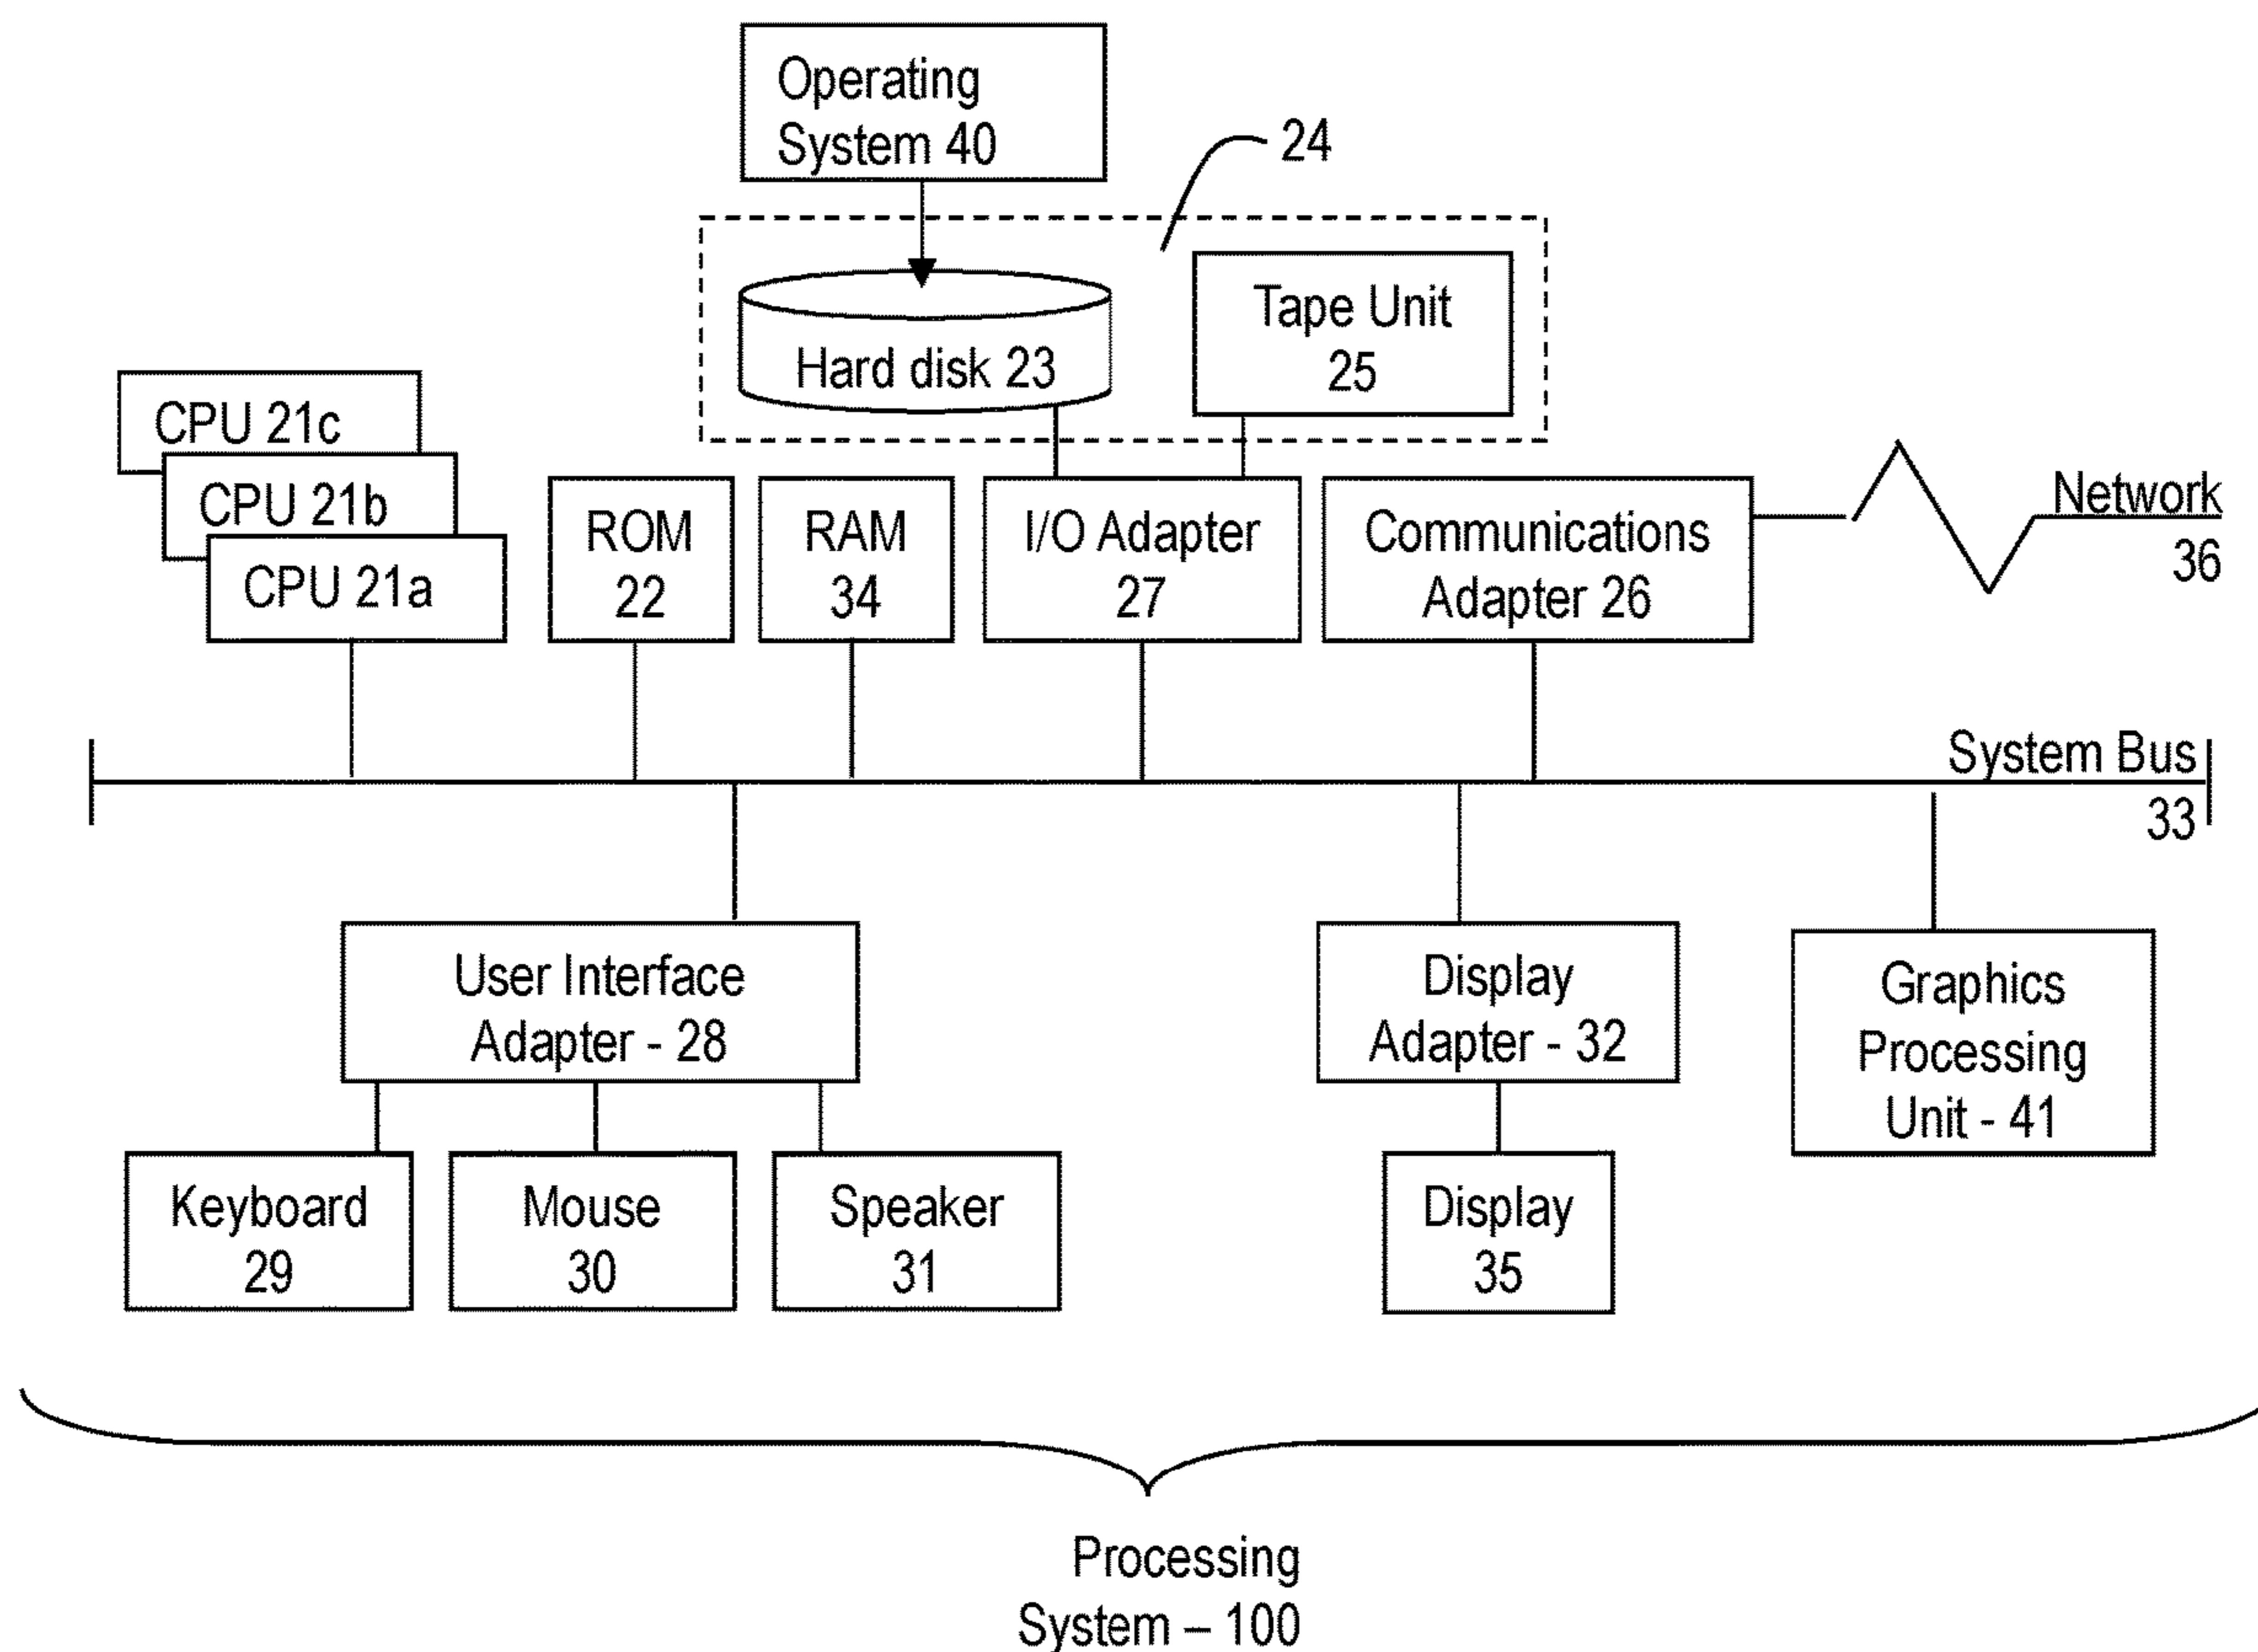 Operating
System 40
24
Hard disk 23
Tape Unit
25
CPU 21c
CPU 21b
CPU 21a
ROM
22
RAM
34
I/O Adapter
27
Communications
Adapter 26
Network
36
System Bus
33
User Interface
Adapter - 28
Display
Adapter - 32
Graphics
Processing
Unit - 41
Keyboard
29
Mouse
30
Speaker
31
Display
35
Processing
System – 100